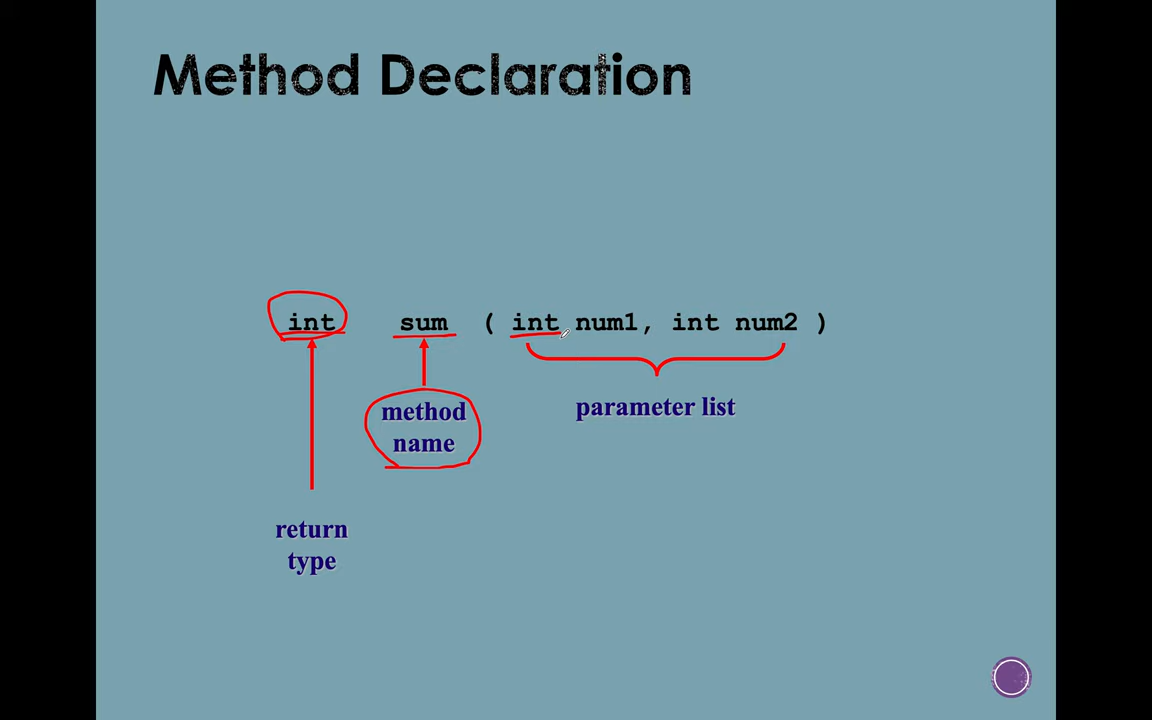 Method Declaration
int sum ( int num1, int num2 )
method
name
parameter list
return
type